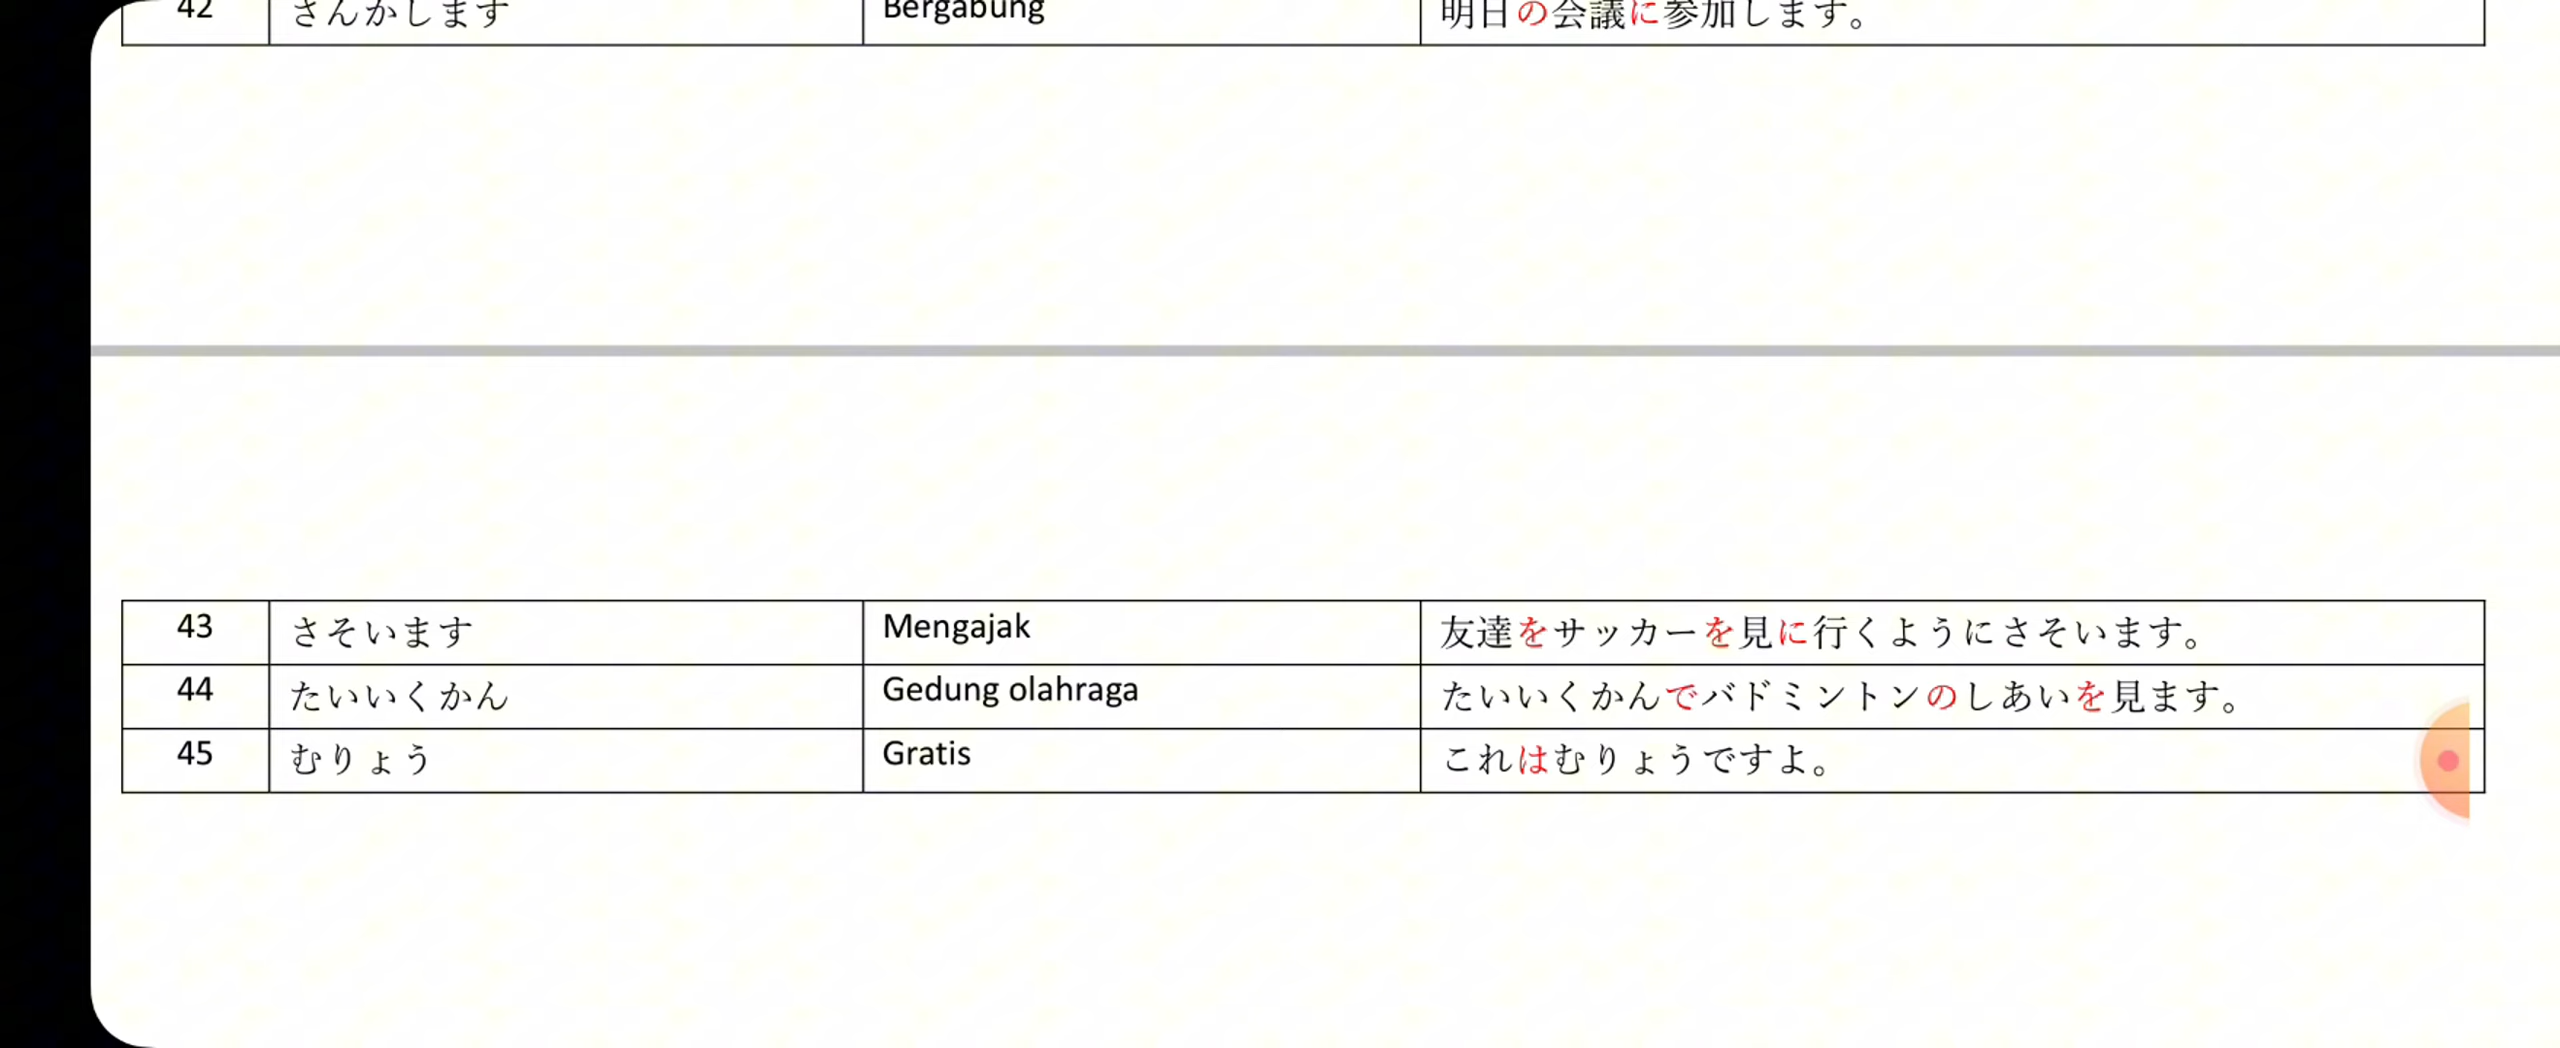 42 さんかします Bergabung 明日の会議に参加します。
43 さそいます Mengajak 友達をサッカーを見に行くようにさそいます。
44 たいいくかん Gedung olahraga たいいくかんでバドミントンのしあいを見ます。
45 むりょう Gratis これはむりょうですよ。